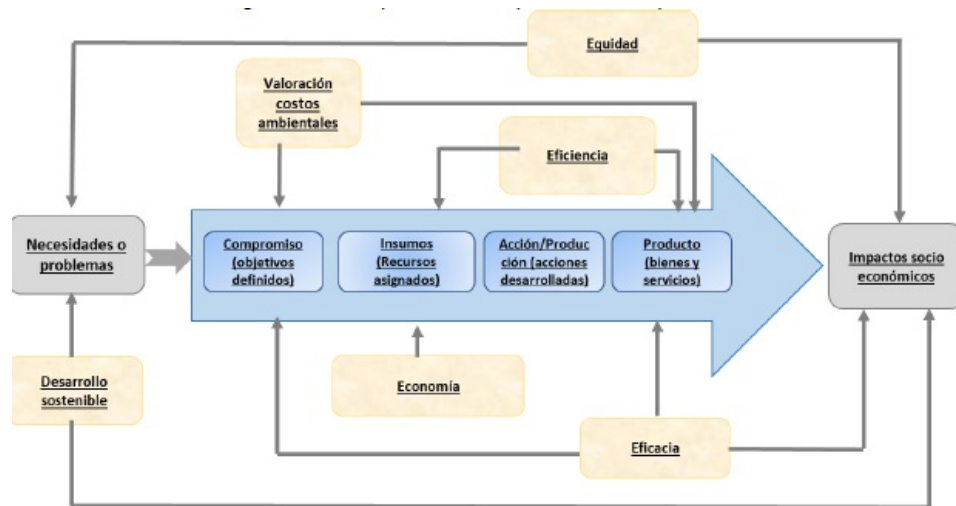 Equidad
Valoración
costos
ambientales
Eficiencia
Necesidades o
problemas
Compromiso
(objetivos
definidos)
Insumos
(Recursos
asignados)
Acción/Produc
ción (acciones
desarrolladas)
Producto
(bienes y
servicios)
Impactos socio
económicos
Desarrollo
sostenible
Economía
Eficacia